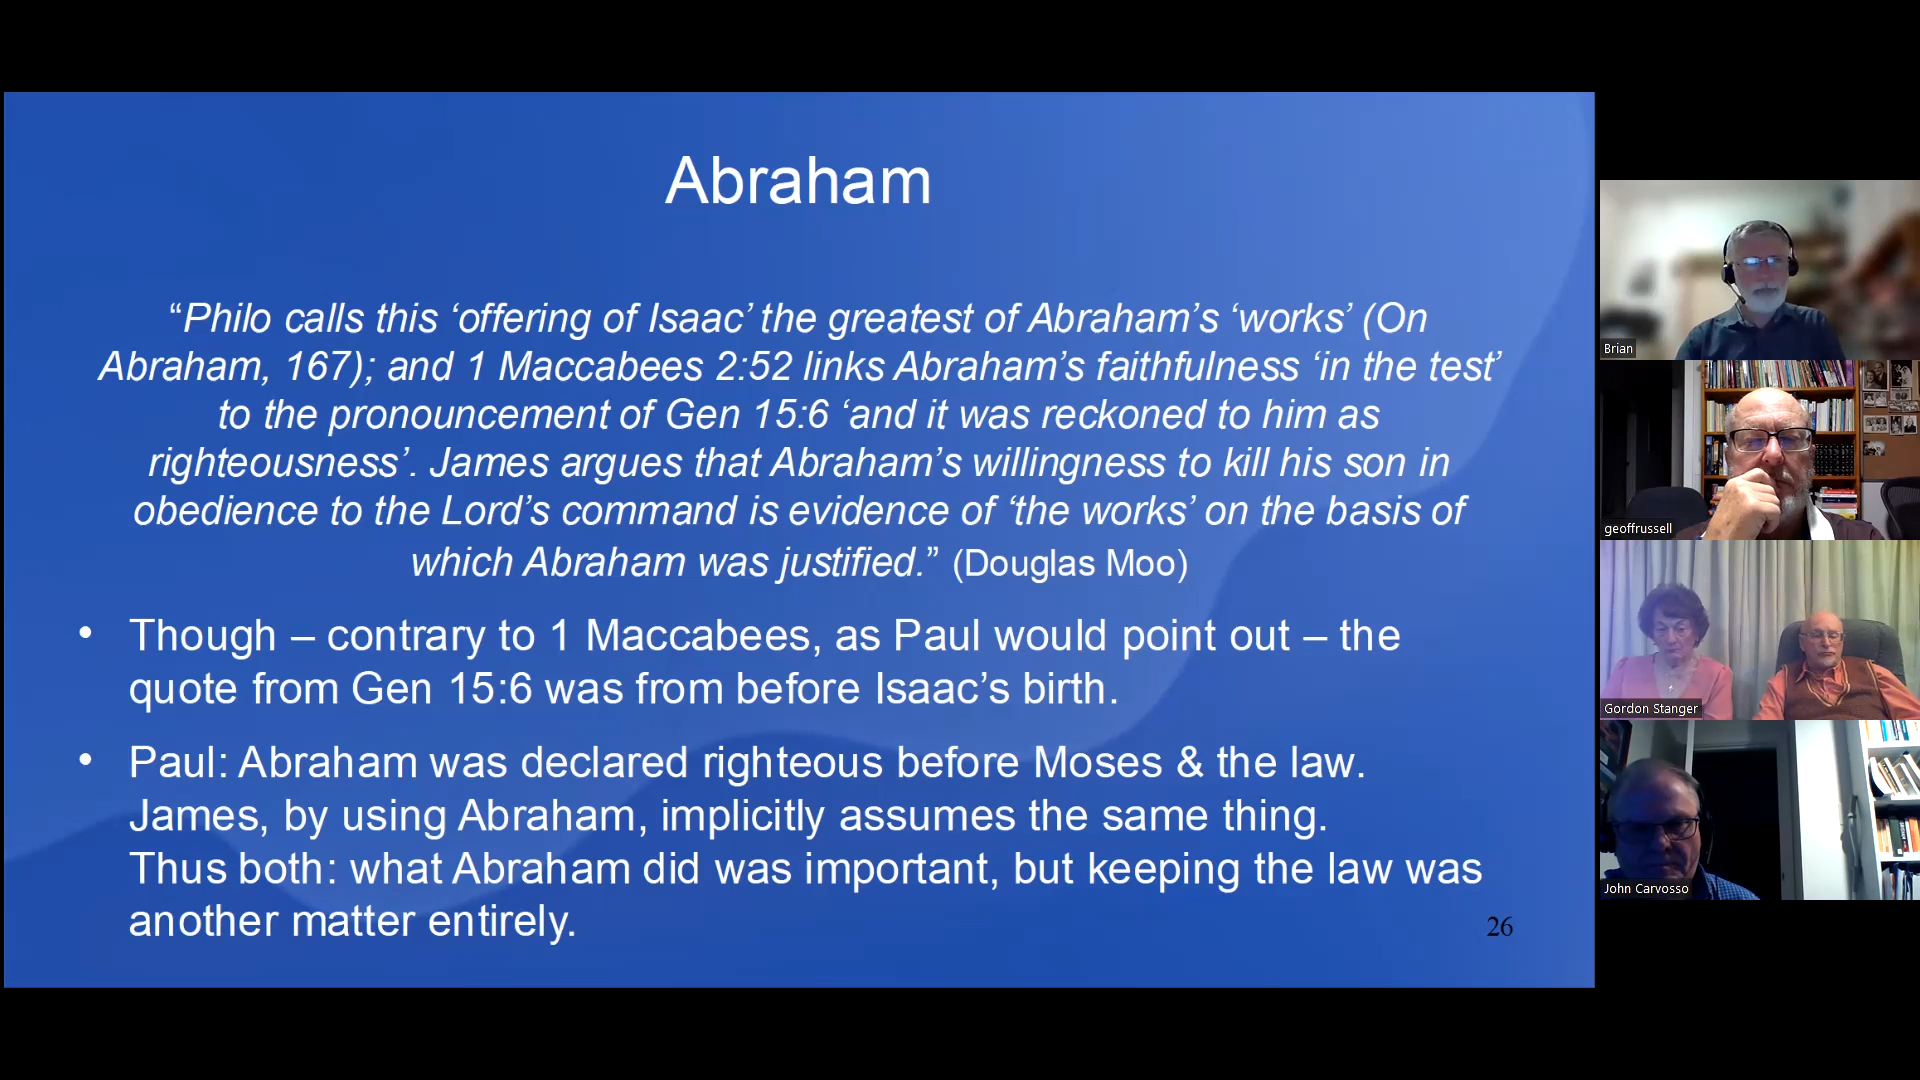 Abraham
“Philo calls this ‘offering of Isaac’ the greatest of Abraham’s ‘works’ (On
Abraham, 167); and 1 Maccabees 2:52 links Abraham’s faithfulness ‘in the test’
to the pronouncement of Gen 15:6 ‘and it was reckoned to him as
righteousness’. James argues that Abraham’s willingness to kill his son in
obedience to the Lord’s command is evidence of ‘the works’ on the basis of
which Abraham was justified.” (Douglas Moo)
• Though – contrary to 1 Maccabees, as Paul would point out – the
quote from Gen 15:6 was from before Isaac’s birth.
• Paul: Abraham was declared righteous before Moses & the law.
James, by using Abraham, implicitly assumes the same thing.
Thus both: what Abraham did was important, but keeping the law was
another matter entirely.
26
Brian
geoffrussell
Gordon Stanger
John Carvosso